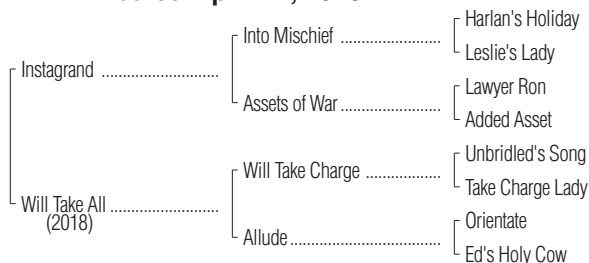 Harlan's Holiday
Into Mischief ........................
Leslie's Lady
Instagrand ............................
Lawyer Ron
Assets of War ........................
Added Asset
Unbridled's Song
Will Take Charge ..................
Take Charge Lady
Will Take All ..........................
(2018)
Orientate
Allude ....................................
Ed's Holy Cow